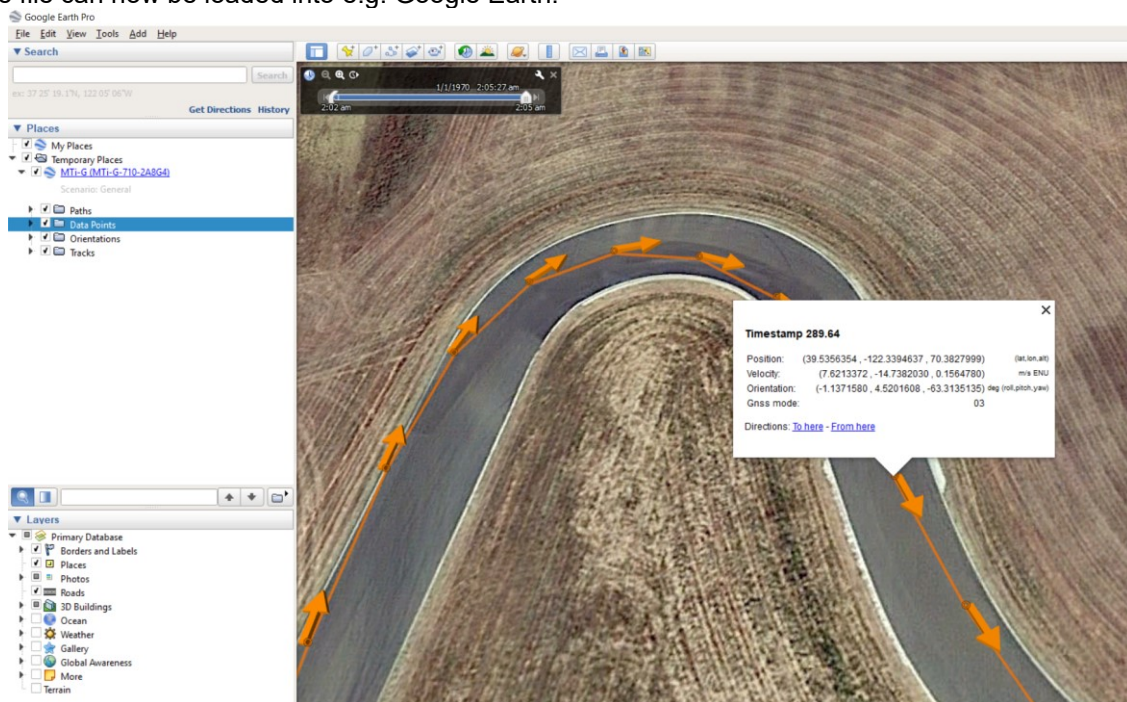 file can now be loaded into e.g. Google Earth.
Google Earth Pro
File Edit View Tools Add Help
Search
Search
ex: 37 25' 19.1"N, 122 05' 06"W
Get Directions History
1/1/1970 2:05:27 am
2:02 am 2:05 am
Places
My Places
Temporary Places
MTi-G (MTi-G-710-2A8G4)
Scenario: General
Paths
Data Points
Orientations
Tracks
Timestamp 289.64
Position: (39.5356354 , -122.3394637 , 70.3827999) (lat,lon,alt)
Velocity: (7.6213372 , -14.7382030 , 0.1564780) m/s ENU
Orientation: (-1.1371580 , 4.5201608 , -63.3135135) deg (roll,pitch,yaw)
Gnss mode: 03
Directions: To here - From here
Layers
Primary Database
Borders and Labels
Places
Photos
Roads
3D Buildings
Ocean
Weather
Gallery
Global Awareness
More
Terrain